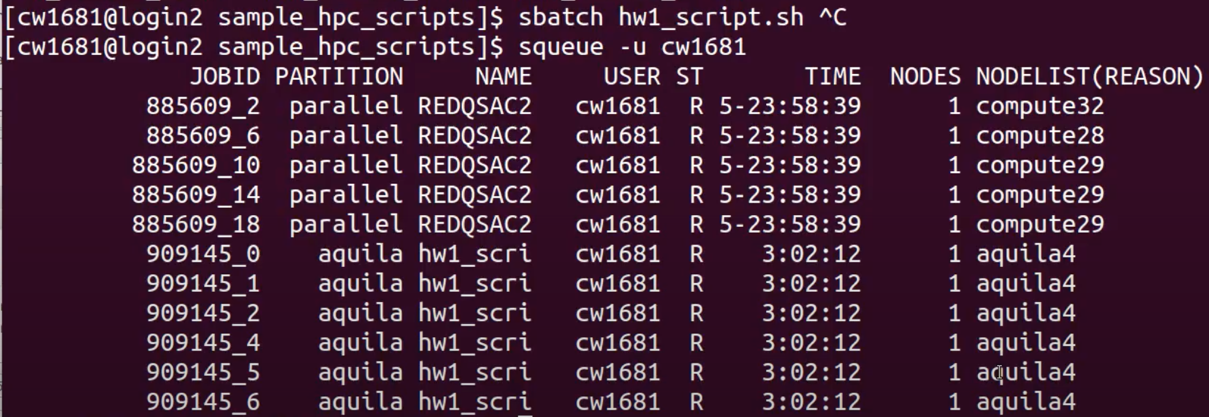 [cw1681@login2 sample_hpc_scripts]$ sbatch hw1_script.sh ^C
[cw1681@login2 sample_hpc_scripts]$ squeue -u cw1681
JOBID PARTITION NAME USER ST TIME NODES NODELIST(REASON)
885609_2 parallel REDQSAC2 cw1681 R 5-23:58:39 1 compute32
885609_6 parallel REDQSAC2 cw1681 R 5-23:58:39 1 compute28
885609_10 parallel REDQSAC2 cw1681 R 5-23:58:39 1 compute29
885609_14 parallel REDQSAC2 cw1681 R 5-23:58:39 1 compute29
885609_18 parallel REDQSAC2 cw1681 R 5-23:58:39 1 compute29
909145_0 aquila hw1_scri cw1681 R 3:02:12 1 aquila4
909145_1 aquila hw1_scri cw1681 R 3:02:12 1 aquila4
909145_2 aquila hw1_scri cw1681 R 3:02:12 1 aquila4
909145_4 aquila hw1_scri cw1681 R 3:02:12 1 aquila4
909145_5 aquila hw1_scri cw1681 R 3:02:12 1 aquila4
909145_6 aquila hw1_scri cw1681 R 3:02:12 1 aquila4